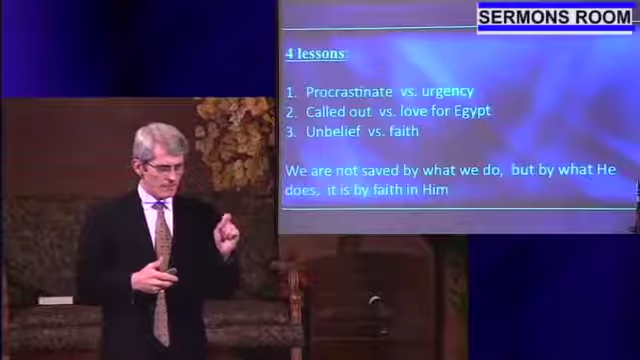 SERMONS ROOM
4 lessons:
1. Procrastinate vs. urgency
2. Called out vs. love for Egypt
3. Unbelief vs. faith
We are not saved by what we do, but by what He
does, it is by faith in Him